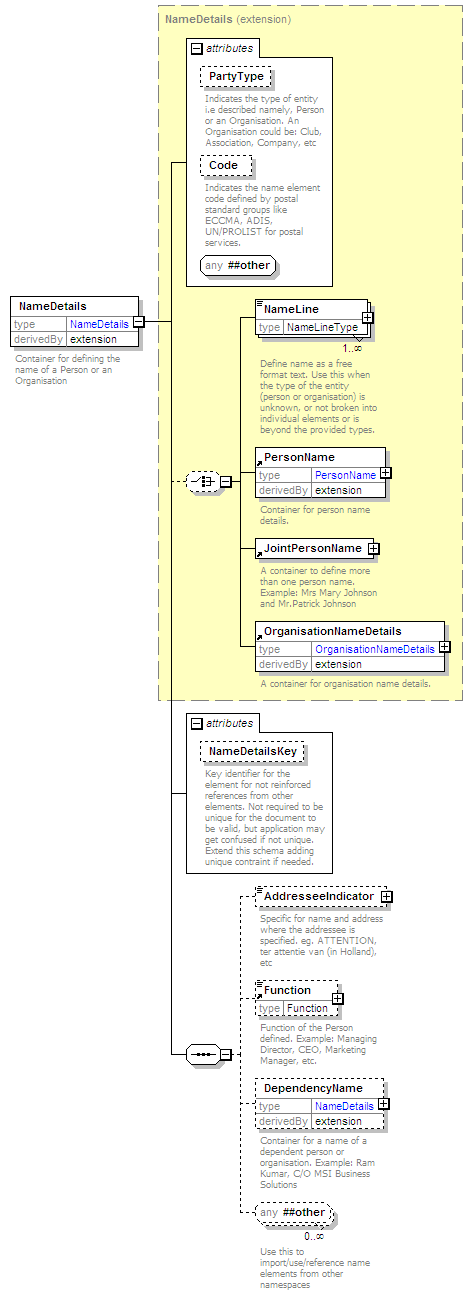 NameDetails (extension)
attributes
PartyType
Indicates the type of entity
i.e described namely, Person
or an Organisation. An
Organisation could be: Club,
Association, Company, etc
Code
Indicates the name element
code defined by postal
standard groups like
ECCMA, ADIS,
UN/PROLIST for postal
services.
any ##other
NameDetails
type NameDetails
derivedBy extension
Container for defining the
name of a Person or an
Organisation
NameLine
type NameLineType
1..∞
Define name as a free
format text. Use this when
the type of the entity
(person or organisation) is
unknown, or not broken into
individual elements or is
beyond the provided types.
PersonName
type PersonName
derivedBy extension
Container for person name
details.
JointPersonName
A container to define more
than one person name.
Example: Mrs Mary Johnson
and Mr.Patrick Johnson
OrganisationNameDetails
type OrganisationNameDetails
derivedBy extension
A container for organisation name details.
attributes
NameDetailsKey
Key identifier for the
element for not reinforced
references from other
elements. Not required to be
unique for the document to
be valid, but application may
get confused if not unique.
Extend this schema adding
unique contraint if needed.
AddresseeIndicator
Specific for name and address
where the addressee is
specified. eg. ATTENTION,
ter attentie van (in Holland),
etc
Function
type Function
Function of the Person
defined. Example: Managing
Director, CEO, Marketing
Manager, etc.
DependencyName
type NameDetails
derivedBy extension
Container for a name of a
dependent person or
organisation. Example: Ram
Kumar, C/O MSI Business
Solutions
any ##other
0..∞
Use this to
import/use/reference name
elements from other
namespaces